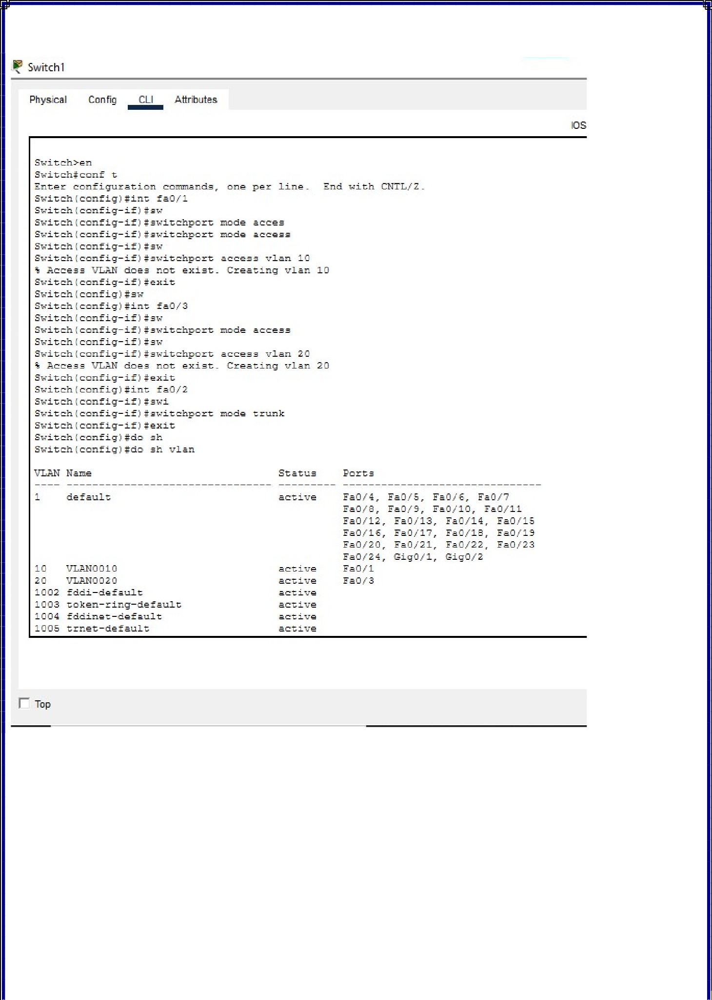 Switch1
Physical Config CLI Attributes
IOS
Switch>en
Switch#conf t
Enter configuration commands, one per line.  End with CNTL/Z.
Switch(config)#int fa0/1
Switch(config-if)#sw
Switch(config-if)#switchport mode acces
Switch(config-if)#switchport mode access
Switch(config-if)#sw
Switch(config-if)#switchport access vlan 10
% Access VLAN does not exist. Creating vlan 10
Switch(config-if)#exit
Switch(config)#sw
Switch(config)#int fa0/3
Switch(config-if)#sw
Switch(config-if)#switchport mode access
Switch(config-if)#sw
Switch(config-if)#switchport access vlan 20
% Access VLAN does not exist. Creating vlan 20
Switch(config-if)#exit
Switch(config)#int fa0/2
Switch(config-if)#swi
Switch(config-if)#switchport mode trunk
Switch(config-if)#exit
Switch(config)#do sh
Switch(config)#do sh vlan
VLAN Name                             Status    Ports
---- -------------------------------- --------- -------------------------------
1    default                          active    Fa0/4, Fa0/5, Fa0/6, Fa0/7
                                                Fa0/8, Fa0/9, Fa0/10, Fa0/11
                                                Fa0/12, Fa0/13, Fa0/14, Fa0/15
                                                Fa0/16, Fa0/17, Fa0/18, Fa0/19
                                                Fa0/20, Fa0/21, Fa0/22, Fa0/23
                                                Fa0/24, Gig0/1, Gig0/2
10   VLAN0010                         active    Fa0/1
20   VLAN0020                         active    Fa0/3
1002 fddi-default                     active
1003 token-ring-default               active
1004 fddinet-default                  active
1005 trnet-default                    active
Top